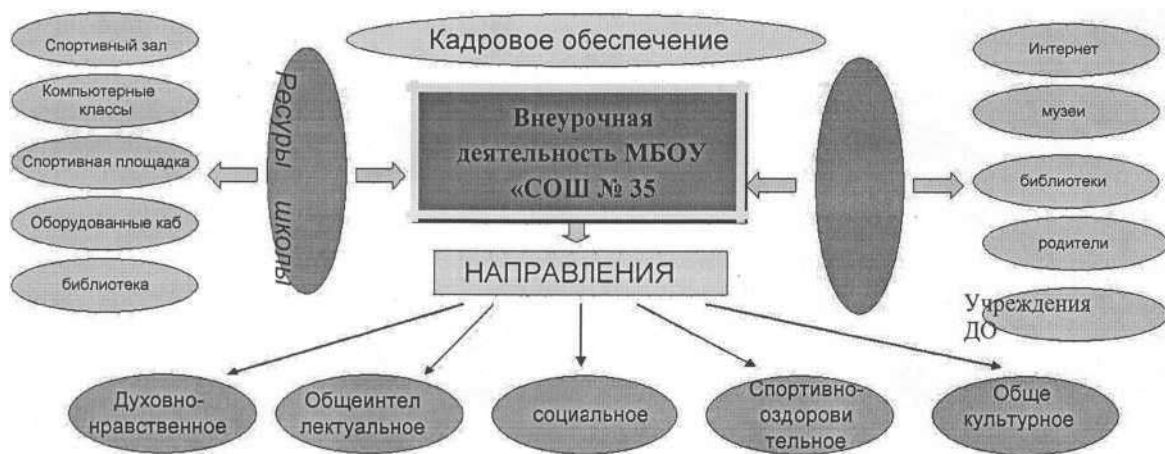 Кадровое обеспечение
Спортивный зал
Компьютерные
классы
Спортивная площадка
Оборудованные каб
библиотека
Ресуры школы
Внеурочная
деятельность МБОУ
«СОШ № 35
Интернет
музеи
библиотеки
родители
Учреждения
ДО
НАПРАВЛЕНИЯ
Духовно-
нравственное
Общеинтел
лектуальное
социальное
Спортивно-
оздорови
тельное
Обще
культурное